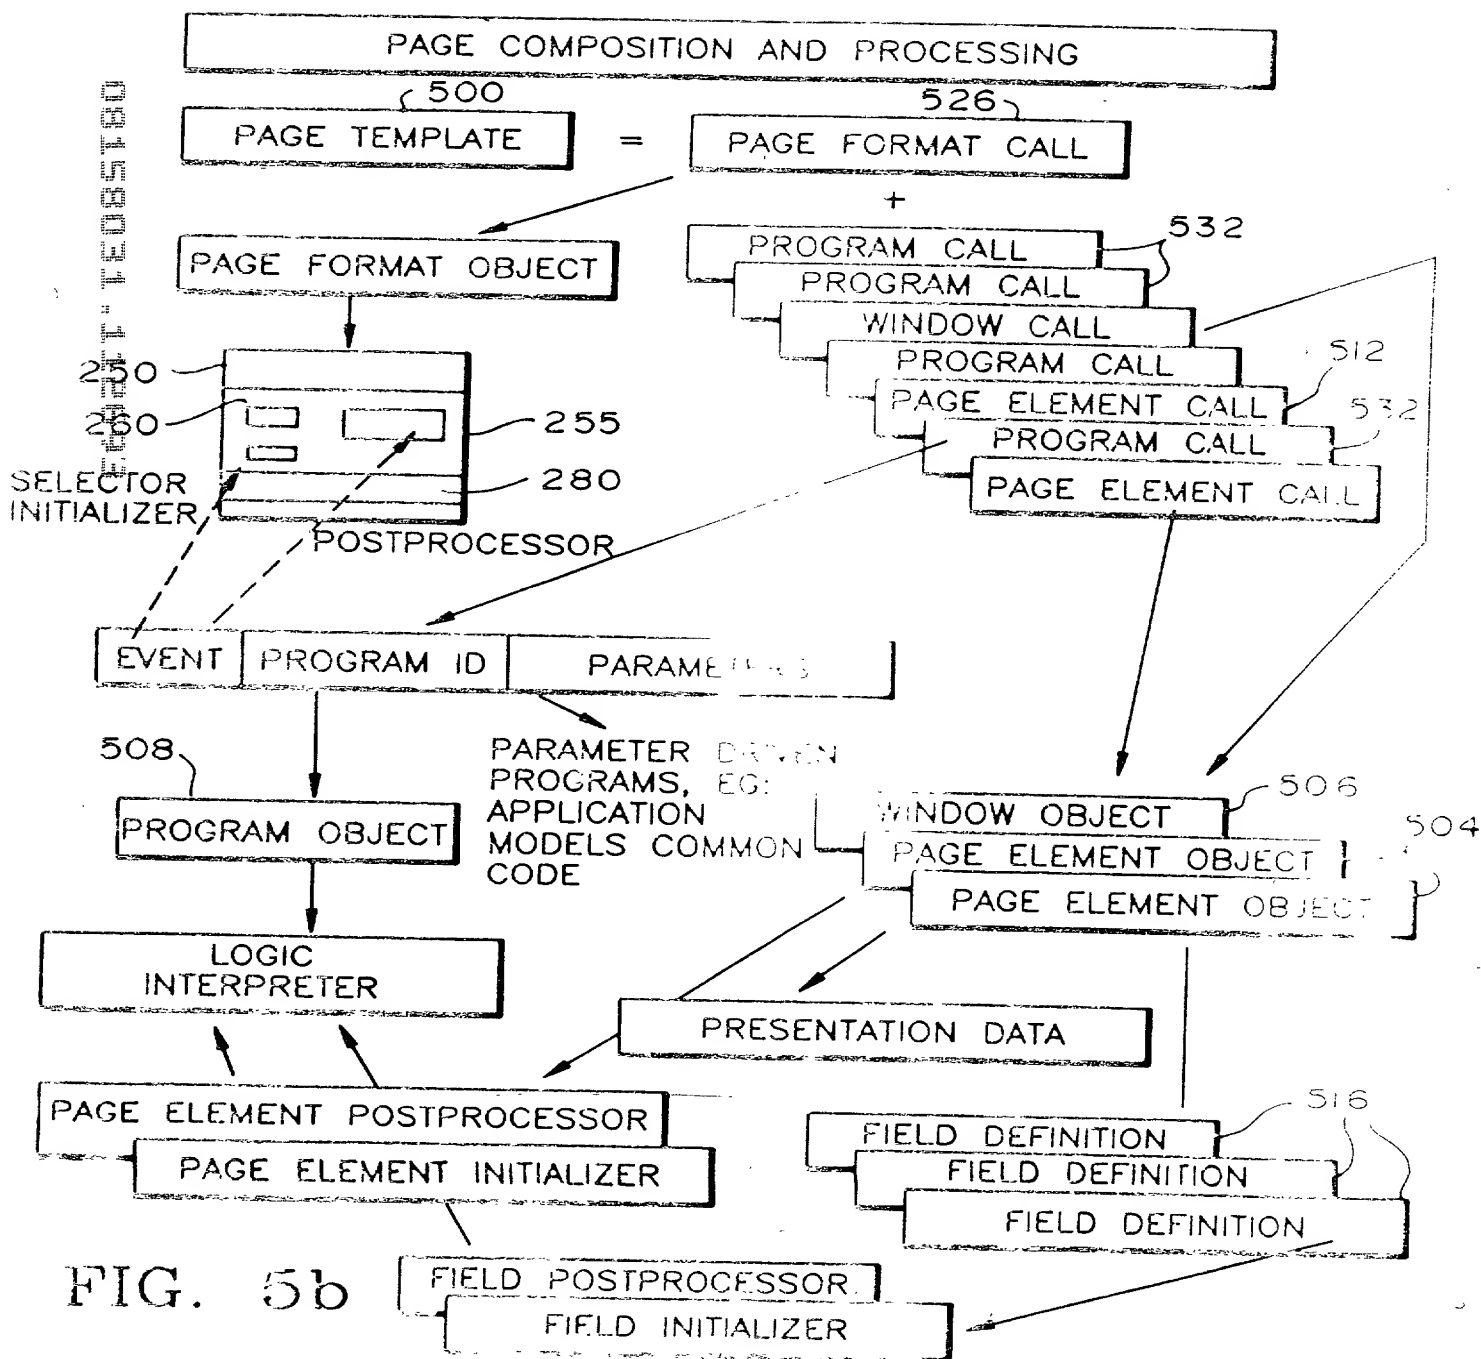 PAGE COMPOSITION AND PROCESSING
500
526
PAGE TEMPLATE
=
PAGE FORMAT CALL
+
532
PROGRAM CALL
PROGRAM CALL
WINDOW CALL
PROGRAM CALL
512
PAGE ELEMENT CALL
532
PROGRAM CALL
PAGE ELEMENT CALL
PAGE FORMAT OBJECT
250
260
255
280
SELECTOR
INITIALIZER
POSTPROCESSOR
EVENT
PROGRAM ID
PARAMETERS
508
PROGRAM OBJECT
PARAMETER DRIVEN
PROGRAMS, EG:
APPLICATION
MODELS COMMON
CODE
506
WINDOW OBJECT
504
PAGE ELEMENT OBJECT
PAGE ELEMENT OBJECT
LOGIC
INTERPRETER
PRESENTATION DATA
PAGE ELEMENT POSTPROCESSOR
PAGE ELEMENT INITIALIZER
516
FIELD DEFINITION
FIELD DEFINITION
FIELD DEFINITION
FIELD POSTPROCESSOR
FIELD INITIALIZER
FIG. 5b